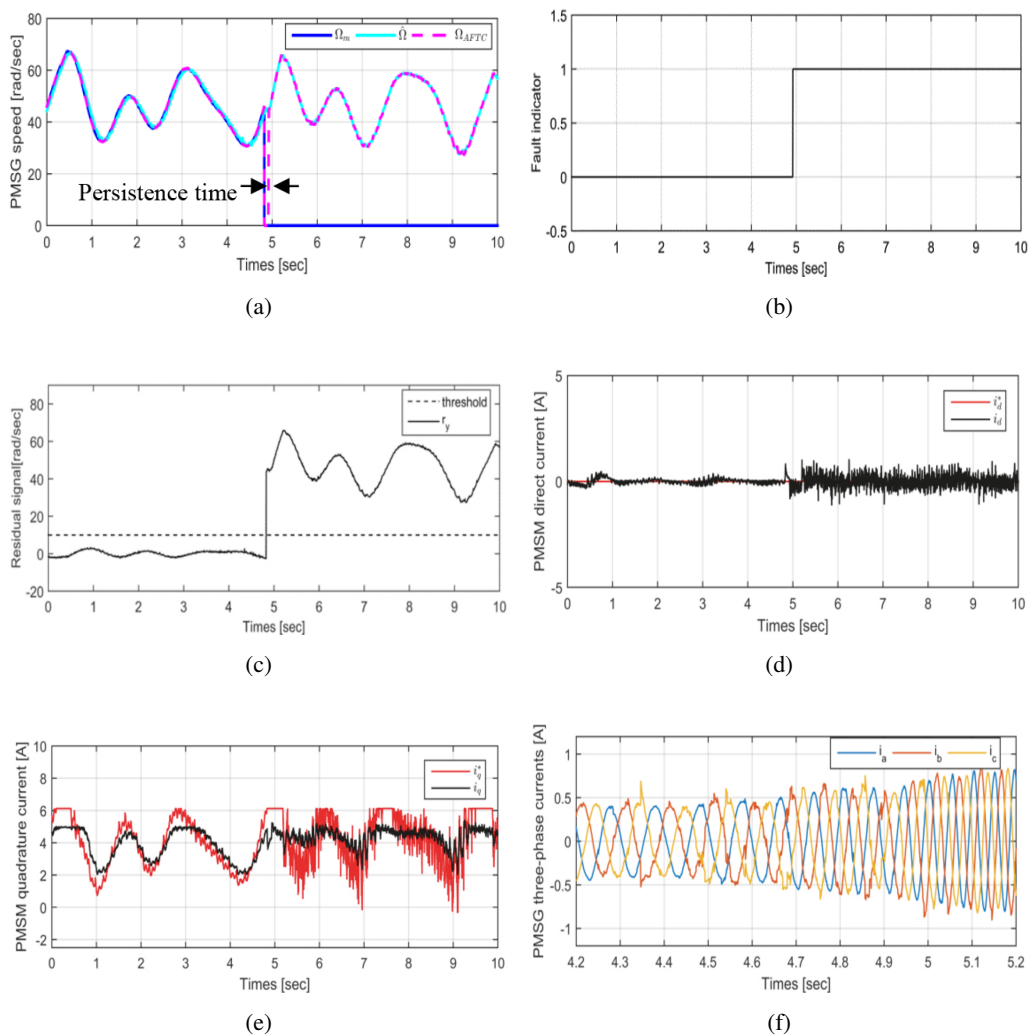 80
60
40
20
0
PMSG speed [rad/sec]
Ω_m Ω̂ Ω_AFTC
Persistence time
0 1 2 3 4 5 6 7 8 9 10
Times [sec]
(a)
1.5
1
0.5
0
-0.5
Fault indicator
0 1 2 3 4 5 6 7 8 9 10
Times [sec]
(b)
80
60
40
20
0
-20
Residual signal[rad/sec]
threshold
r_y
0 1 2 3 4 5 6 7 8 9 10
Times [sec]
(c)
5
0
-5
PMSM direct current [A]
i_d^*
i_d
0 1 2 3 4 5 6 7 8 9 10
Times [sec]
(d)
10
8
6
4
2
0
-2
PMSM quadrature current [A]
i_q^*
i_q
0 1 2 3 4 5 6 7 8 9 10
Times [sec]
(e)
1
0.5
0
-0.5
-1
PMSG three-phase currents [A]
i_a i_b i_c
4.2 4.3 4.4 4.5 4.6 4.7 4.8 4.9 5 5.1 5.2
Times [sec]
(f)